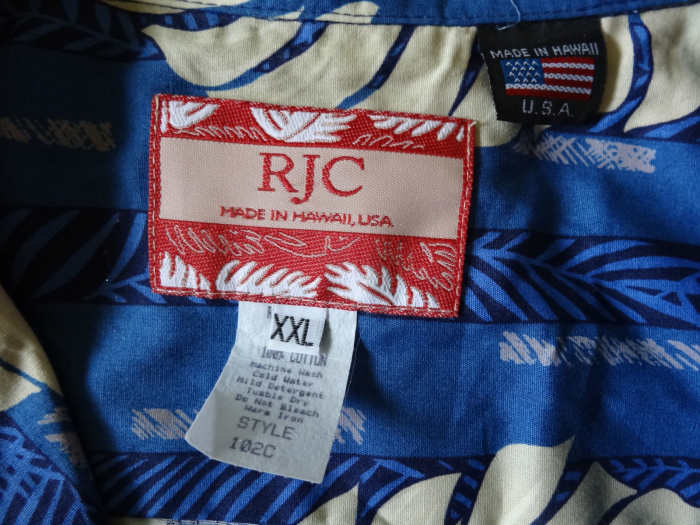 MADE IN HAWAII
U.S.A.
RJC
MADE IN HAWAII, USA
XXL
100% COTTON
Machine Wash
Cold Water
Mild Detergent
Tumble Dry
Do Not Bleach
Warm Iron
STYLE
102C